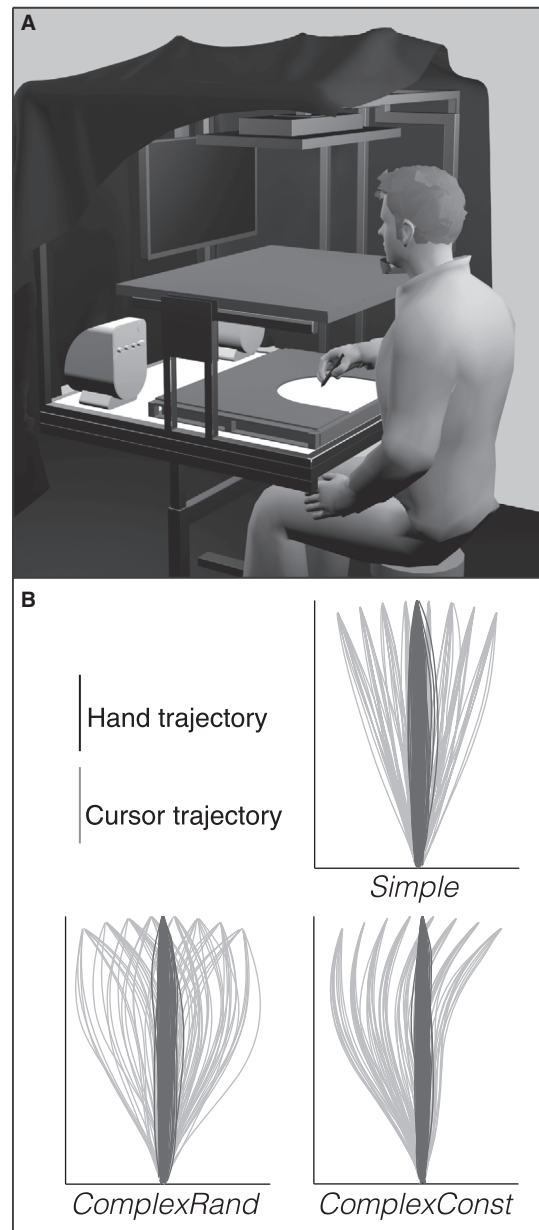 A
B
Hand trajectory
Cursor trajectory
Simple
ComplexRand
ComplexConst